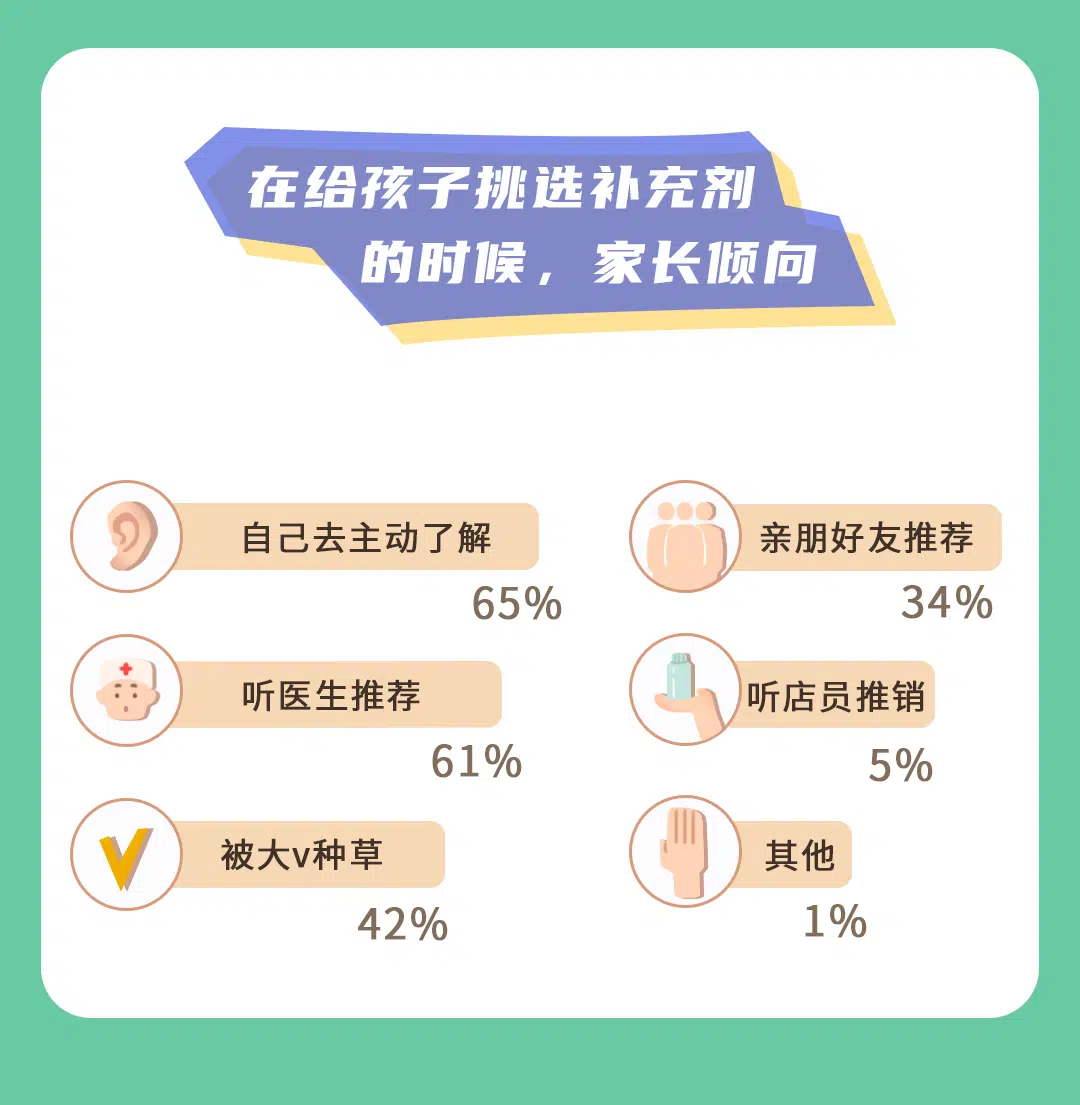 在给孩子挑选补充剂
的时候，家长倾向
自己去主动了解
65%
听医生推荐
61%
被大v种草
42%
亲朋好友推荐
34%
听店员推销
5%
其他
1%